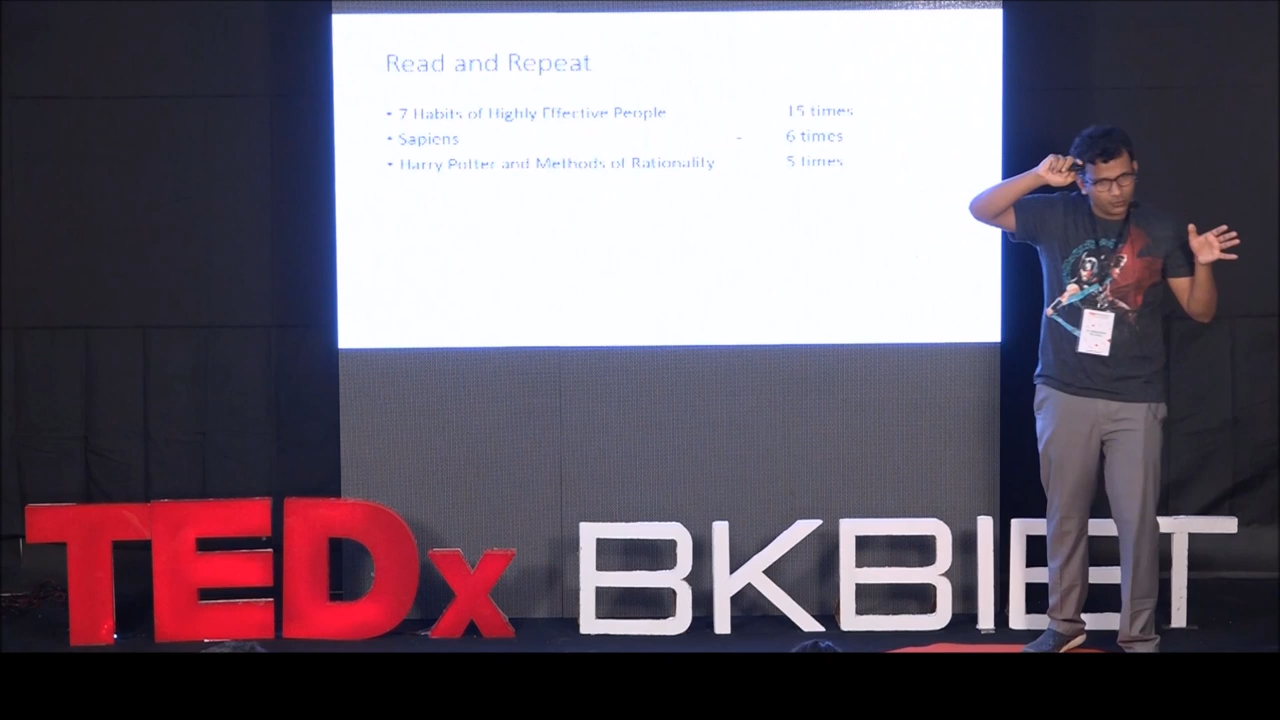 Read and Repeat
• 7 Habits of Highly Effective People 15 times
• Sapiens - 6 times
• Harry Potter and Methods of Rationality 5 times
TEDx BKBIET